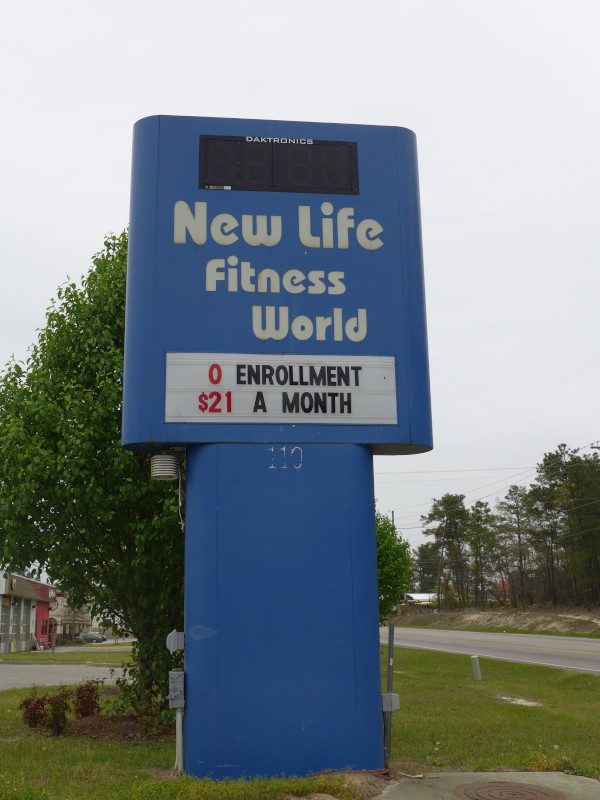 DAKTRONICS
New Life
Fitness
World
0 ENROLLMENT
$21 A MONTH
110